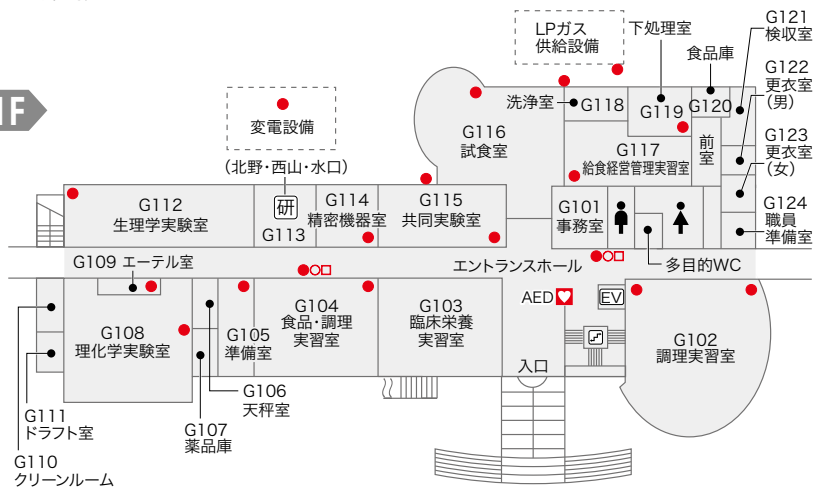 1F
変電設備
LPガス
供給設備
下処理室
食品庫
G121
検収室
G122
更衣室
(男)
G123
更衣室
(女)
G124
職員
準備室
洗浄室
G118
G119
G120
G116
試食室
G117
給食経営管理実習室
前
室
(北野・西山・水口)
G112
生理学実験室
研
G113
G114
精密機器室
G115
共同実験室
G101
事務室
多目的WC
エントランスホール
G109 エーテル室
AED
EV
G108
理化学実験室
G105
準備室
G104
食品・調理
実習室
G103
臨床栄養
実習室
G102
調理実習室
入口
G106
天秤室
G107
薬品庫
G111
ドラフト室
G110
クリーンルーム